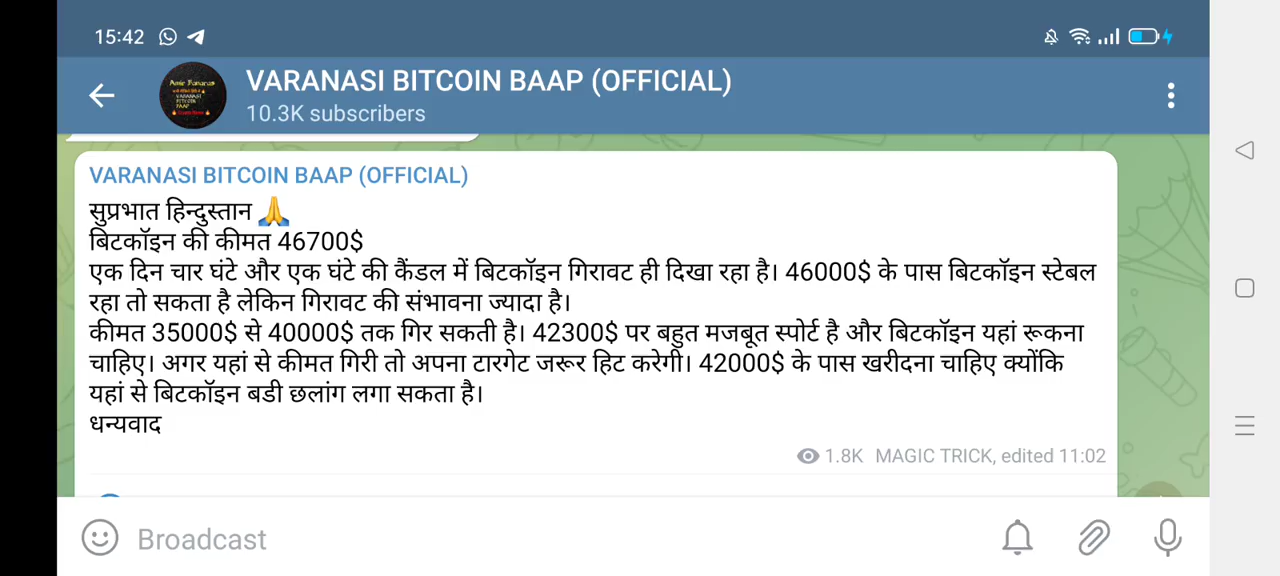 15:42
VARANASI BITCOIN BAAP (OFFICIAL)
10.3K subscribers
VARANASI BITCOIN BAAP (OFFICIAL)
सुप्रभात हिन्दुस्तान 🙏
बिटकॉइन की कीमत 46700$
एक दिन चार घंटे और एक घंटे की कैंडल में बिटकॉइन गिरावट ही दिखा रहा है। 46000$ के पास बिटकॉइन स्टेबल
रहा तो सकता है लेकिन गिरावट की संभावना ज्यादा है।
कीमत 35000$ से 40000$ तक गिर सकती है। 42300$ पर बहुत मजबूत स्पोर्ट है और बिटकॉइन यहां रूकना
चाहिए। अगर यहां से कीमत गिरी तो अपना टारगेट जरूर हिट करेगी। 42000$ के पास खरीदना चाहिए क्योंकि
यहां से बिटकॉइन बडी छलांग लगा सकता है।
धन्यवाद
1.8K MAGIC TRICK, edited 11:02
Broadcast